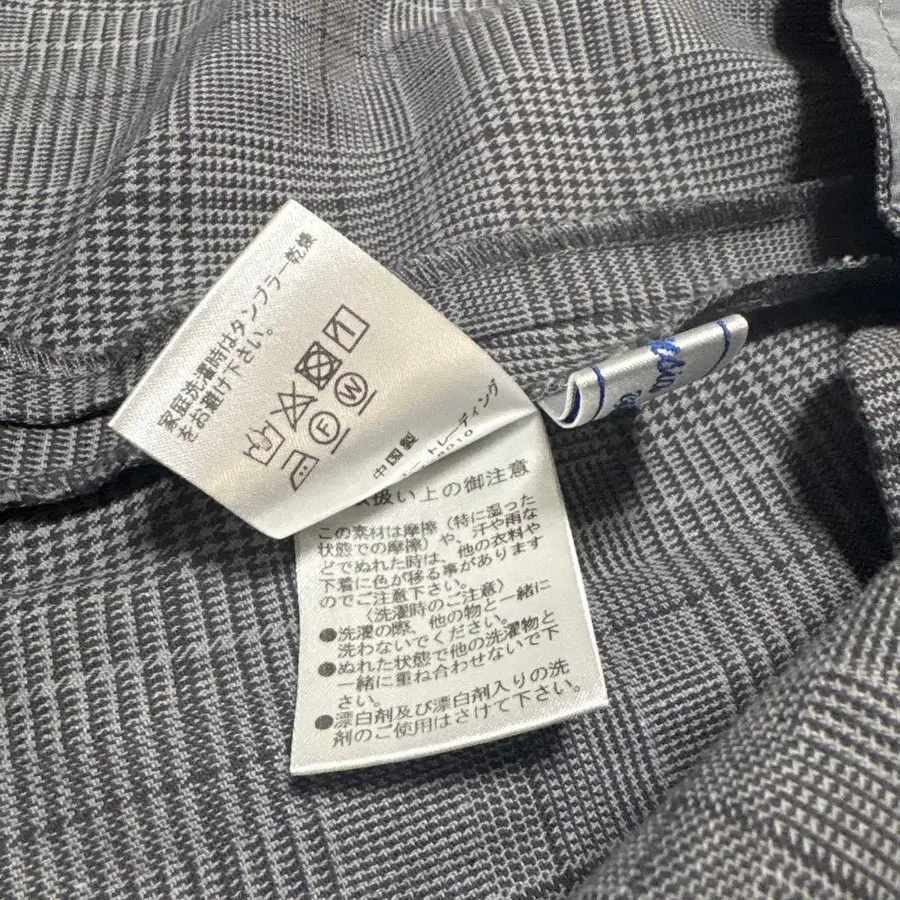 家庭洗濯時はタンブラー乾燥
をお避け下さい。
F W
中国製
トレーディング
扱い上の御注意
この素材は摩擦（特に湿った
状態での摩擦）や、汗や雨な
どでぬれた時は、他の衣料や
下着に色が移る事があります
のでご注意下さい。
〈洗濯時のご注意〉
●洗濯の際、他の物と一緒に
洗わないでください。
●ぬれた状態で他の洗濯物と
一緒に重ね合わせないで下
さい。
●漂白剤及び漂白剤入りの洗
剤のご使用はさけて下さい。